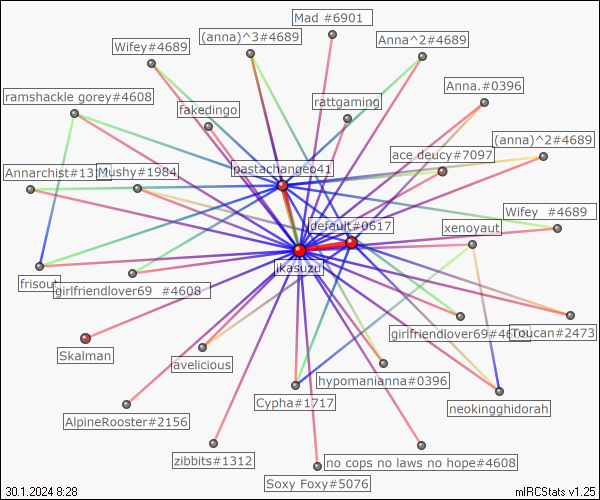 Mad #6901
Wifey#4689
(anna)^3#4689
Anna^2#4689
ramshackle gorey#4608
fakedingo
rattgaming
Anna.#0396
(anna)^2#4689
ace deucy#7097
Annarchist#13
Mushy#1984
pastachangeo41
default#0617
Wifey #4689
xenoyaut
jikasuzu
frisout
girlfriendlover69 #4608
girlfriendlover69#46
Toucan#2473
Skalman
avelicious
hypomanianna#0396
Cypha#1717
neokingghidorah
AlpineRooster#2156
zibbits#1312
no cops no laws no hope#4608
Soxy Foxy#5076
30.1.2024 8:28
mIRCStats v1.25